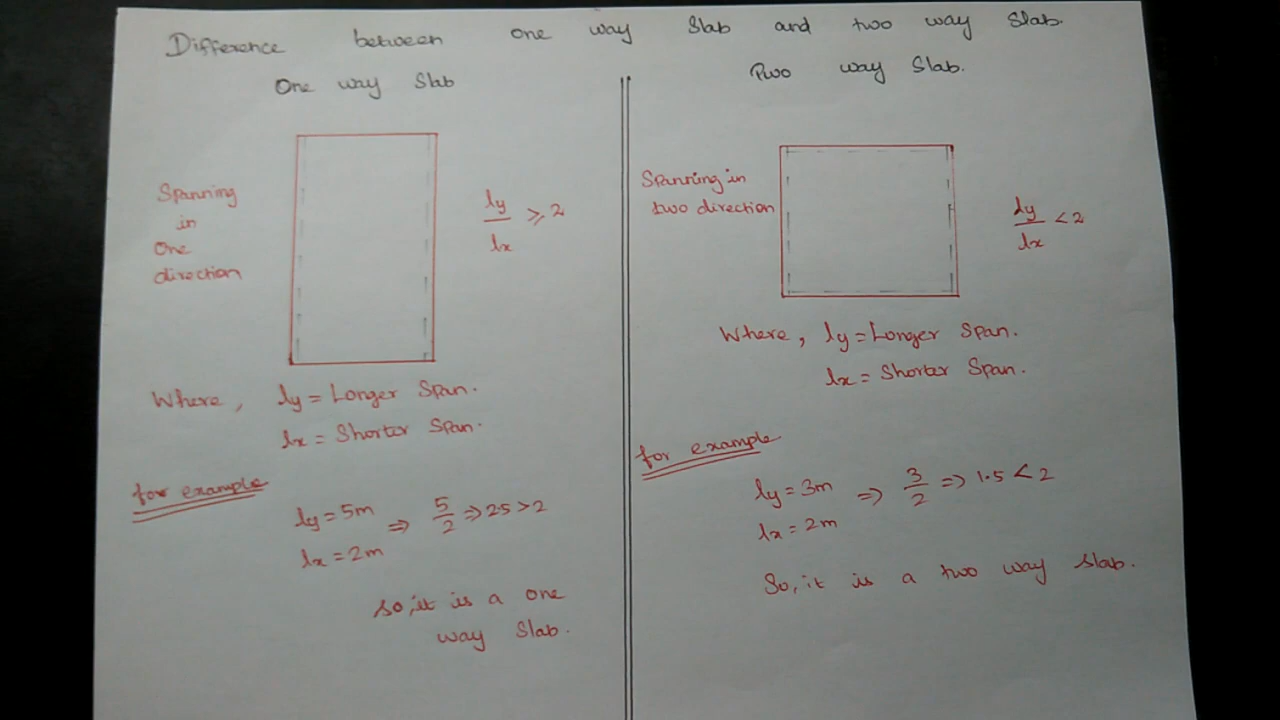 Difference between one way Slab and two way Slab.
One way Slab
Spanning
in
one
direction
ly/lx ⩾ 2
Where, ly = Longer Span.
lx = Shorter Span.
for example
ly = 5m ⇒ 5/2 ⇒ 2.5 > 2
lx = 2m
So, it is a one
way Slab.
Two way Slab.
Spanning in
two direction
ly/lx < 2
Where, ly = Longer Span.
lx = Shorter Span.
for example
ly = 3m ⇒ 3/2 ⇒ 1.5 < 2
lx = 2m
So, it is a two way slab.